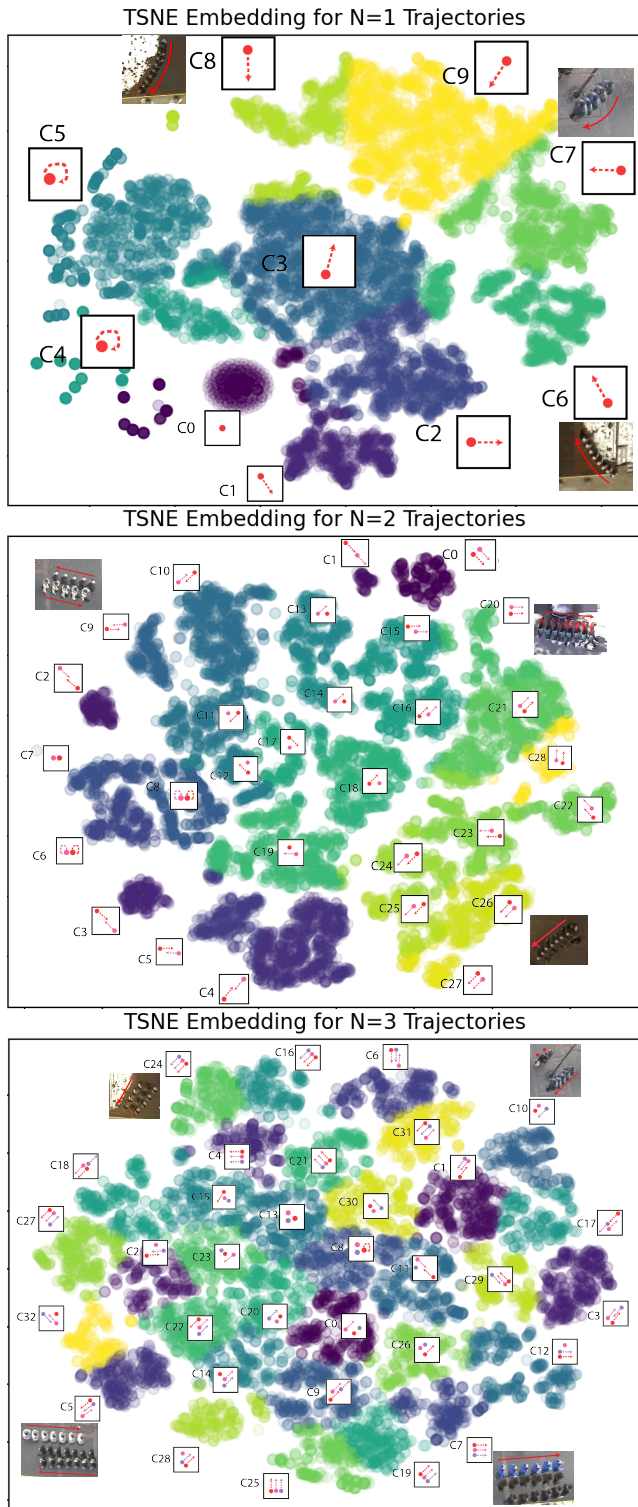 TSNE Embedding for N=1 Trajectories
C8
C9
C5
C7
C3
C4
C6
C0
C2
C1
TSNE Embedding for N=2 Trajectories
C1
C0
C10
C13
C20
C9
C15
C2
C14
C16
C21
C11
C17
C7
C28
C12
C8
C18
C22
C23
C6
C19
C24
C25
C26
C3
C5
C4
C27
TSNE Embedding for N=3 Trajectories
C16
C6
C24
C10
C31
C4
C21
C1
C18
C15
C30
C27
C13
C17
C2
C23
C8
C11
C29
C32
C22
C20
C0
C3
C26
C12
C14
C5
C9
C7
C28
C19
C25